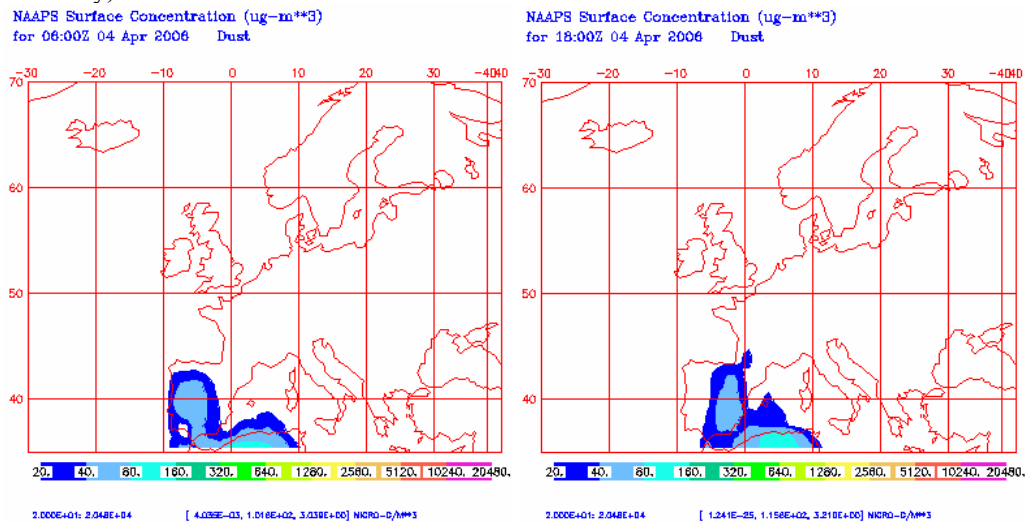 NAAPS Surface Concentration (ug-m**3)
for 06:00Z 04 Apr 2006 Dust
-30 -20 -10 0 10 20 30 -40
70
60
50
40
20. 40. 80. 160. 320. 640. 1280. 2560. 5120. 10240. 20480.
2.000E+01: 2.048E+04 [ 4.035E-03, 1.016E+02, 3.039E+00] MICRO-G/M**3
NAAPS Surface Concentration (ug-m**3)
for 18:00Z 04 Apr 2006 Dust
40 -30 -20 -10 0 10 20 30 -40
20. 40. 80. 160. 320. 640. 1280. 2560. 5120. 10240. 20480.
2.000E+01: 2.048E+04 [ 1.241E-25, 1.156E+02, 3.210E+00] MICRO-G/M**3